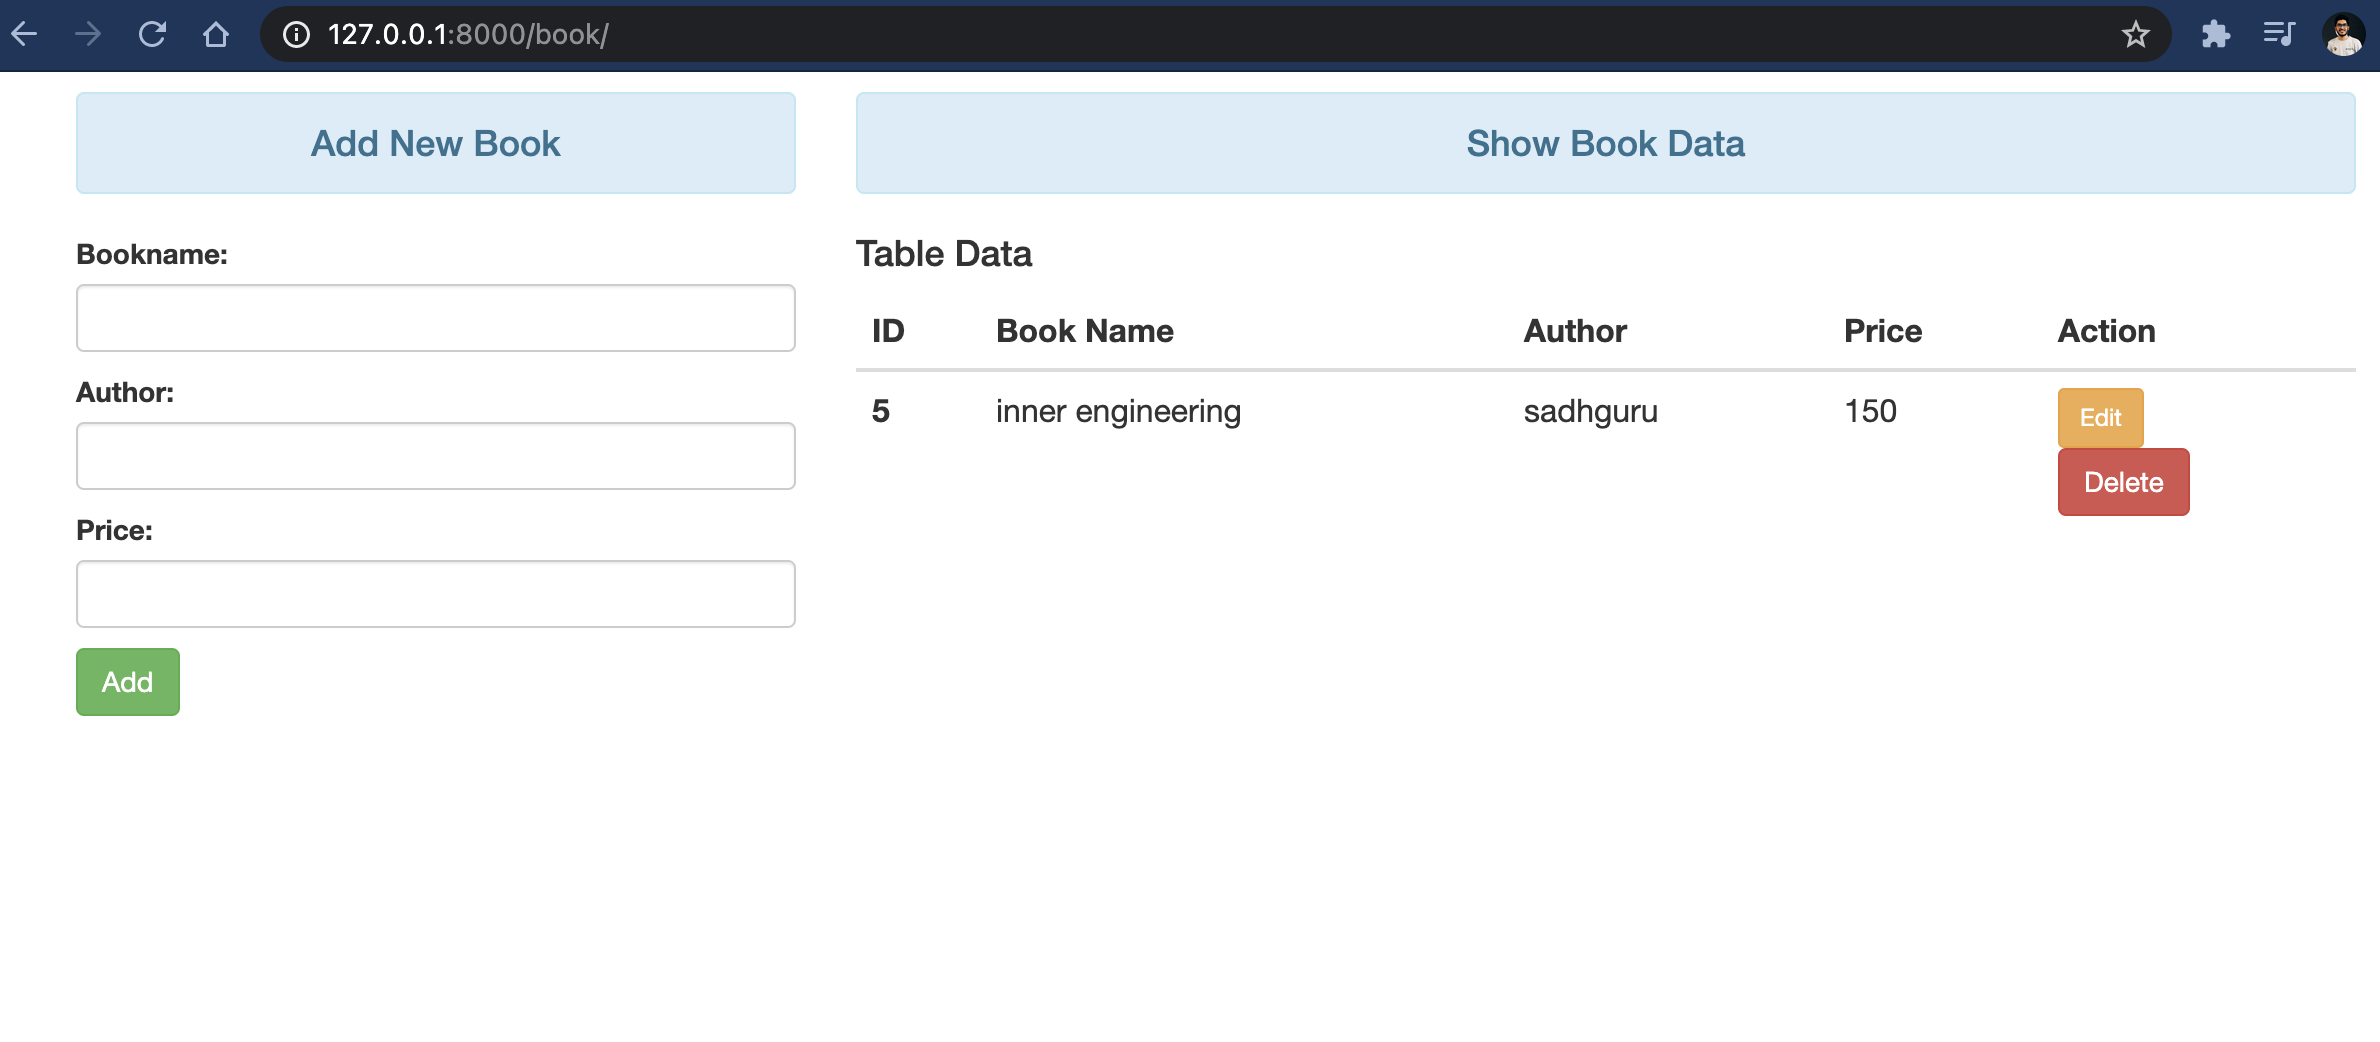 127.0.0.1:8000/book/
Add New Book
Show Book Data
Bookname:
Author:
Price:
Add
Table Data
ID Book Name Author Price Action
5 inner engineering sadhguru 150 Edit
Delete